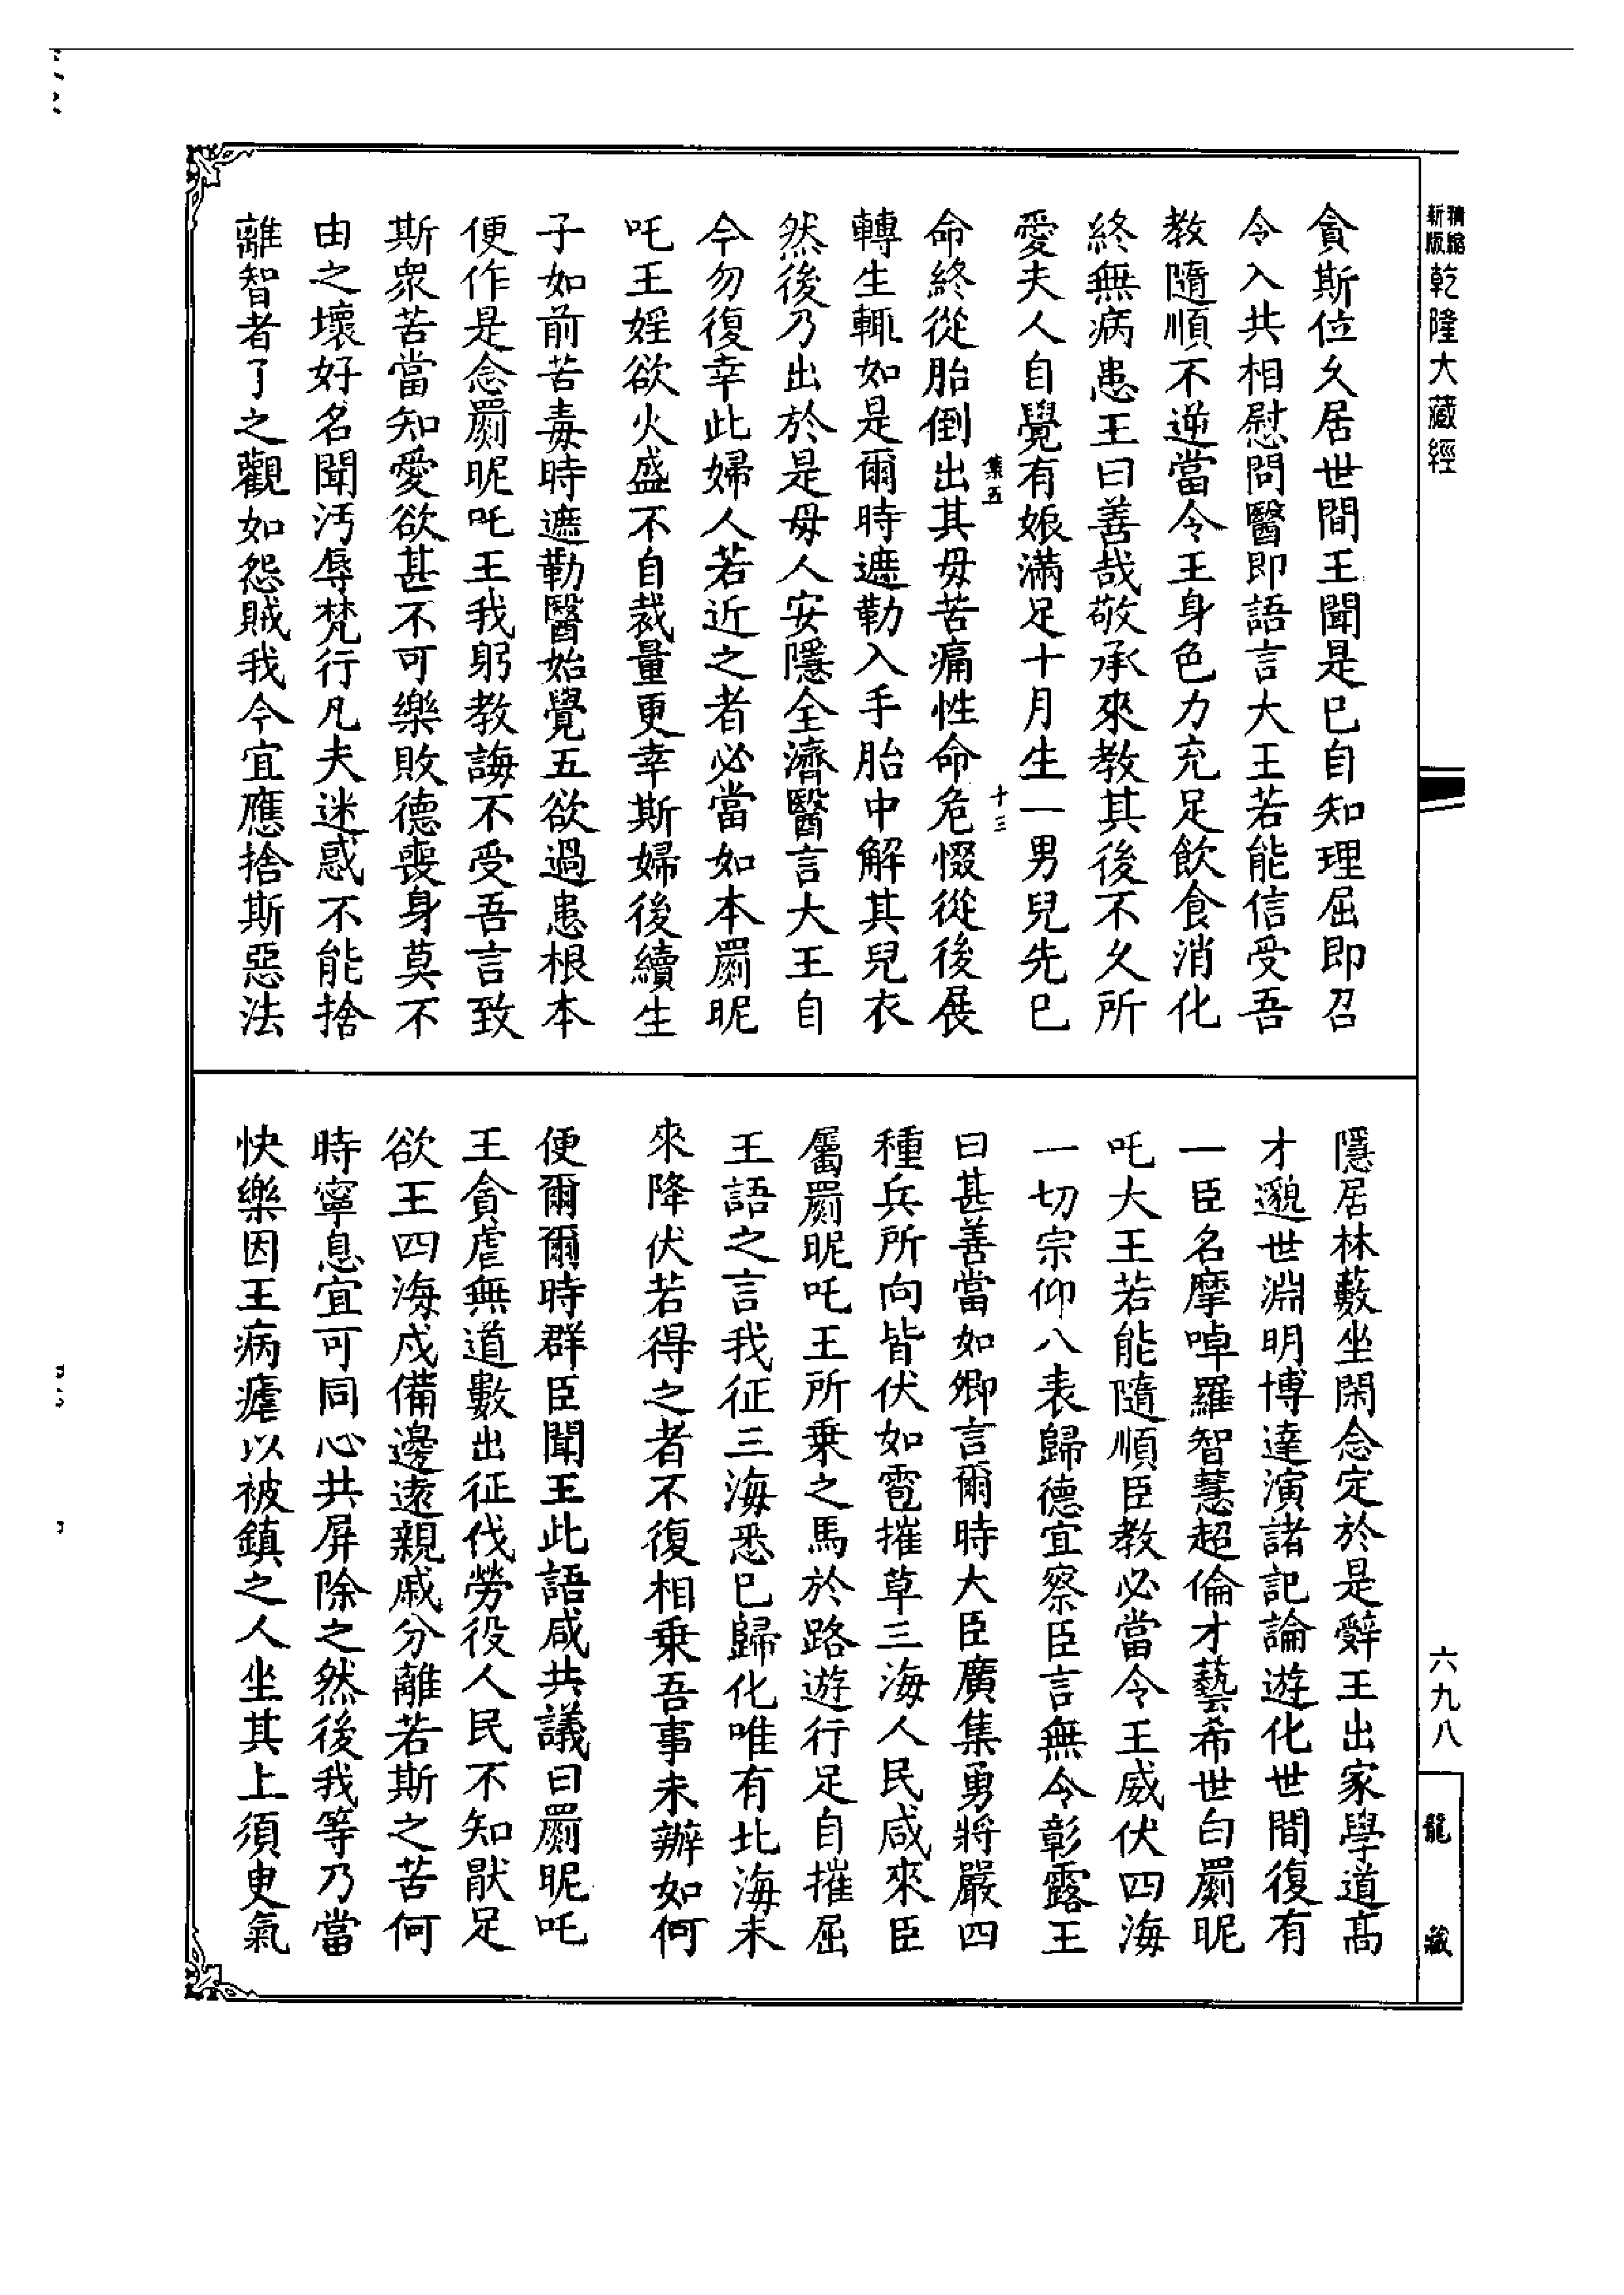 精縮
新版
乾隆大藏經
貪斯位久居世間王聞是已自知理屈即召
令入共相慰問醫即語言大王若能信受吾
教隨順不逆當令王身色力充足飲食消化
終無病患王曰善哉敬承來教其後不久所
愛夫人自覺有娠滿足十月生一男兒先已
集五
十三
命終從胎倒出其母苦痛性命危惙從後展
轉生輒如是爾時遮勒入手胎中解其兒衣
然後乃出於是母人安隱全濟醫言大王自
今勿復幸此婦人若近之者必當如本罽昵
吒王婬欲火盛不自裁量更幸斯婦後續生
子如前苦毒時遮勒醫始覺五欲過患根本
便作是念罽昵吒王我躬教誨不受吾言致
斯眾苦當知愛欲甚不可樂敗德喪身莫不
由之壞好名聞汚辱梵行凡夫迷惑不能捨
離智者了之觀如怨賊我今宜應捨斯惡法
隱居林藪坐閑念定於是辭王出家學道高
才邈世淵明博達演諸記論遊化世間復有
一臣名摩啅羅智慧超倫才藝希世白罽昵
吒大王若能隨順臣教必當令王威伏四海
一切宗仰八表歸德宜察臣言無令彰露王
曰甚善當如卿言爾時大臣廣集勇將嚴四
種兵所向皆伏如雹摧草三海人民咸來臣
屬罽昵吒王所乗之馬於路遊行足自摧屈
王語之言我征三海悉已歸化唯有北海未
來降伏若得之者不復相乗吾事未辦如何
便爾爾時群臣聞王此語咸共議曰罽昵吒
王貪虐無道數出征伐勞役人民不知猒足
欲王四海戍備邊遠親戚分離若斯之苦何
時寧息宜可同心共屏除之然後我等乃當
快樂因王病瘧以被鎮之人坐其上須臾氣
六九八
龍藏